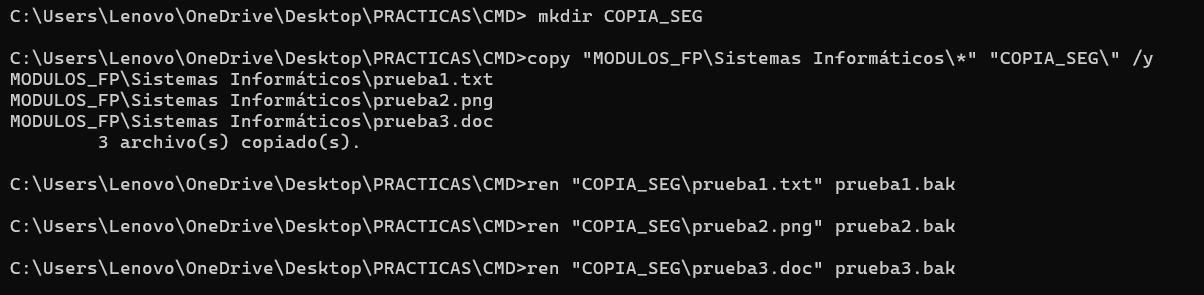 C:\Users\Lenovo\OneDrive\Desktop\PRACTICAS\CMD> mkdir COPIA_SEG
C:\Users\Lenovo\OneDrive\Desktop\PRACTICAS\CMD>copy "MODULOS_FP\Sistemas Informáticos\*" "COPIA_SEG\" /y
MODULOS_FP\Sistemas Informáticos\prueba1.txt
MODULOS_FP\Sistemas Informáticos\prueba2.png
MODULOS_FP\Sistemas Informáticos\prueba3.doc
        3 archivo(s) copiado(s).
C:\Users\Lenovo\OneDrive\Desktop\PRACTICAS\CMD>ren "COPIA_SEG\prueba1.txt" prueba1.bak
C:\Users\Lenovo\OneDrive\Desktop\PRACTICAS\CMD>ren "COPIA_SEG\prueba2.png" prueba2.bak
C:\Users\Lenovo\OneDrive\Desktop\PRACTICAS\CMD>ren "COPIA_SEG\prueba3.doc" prueba3.bak